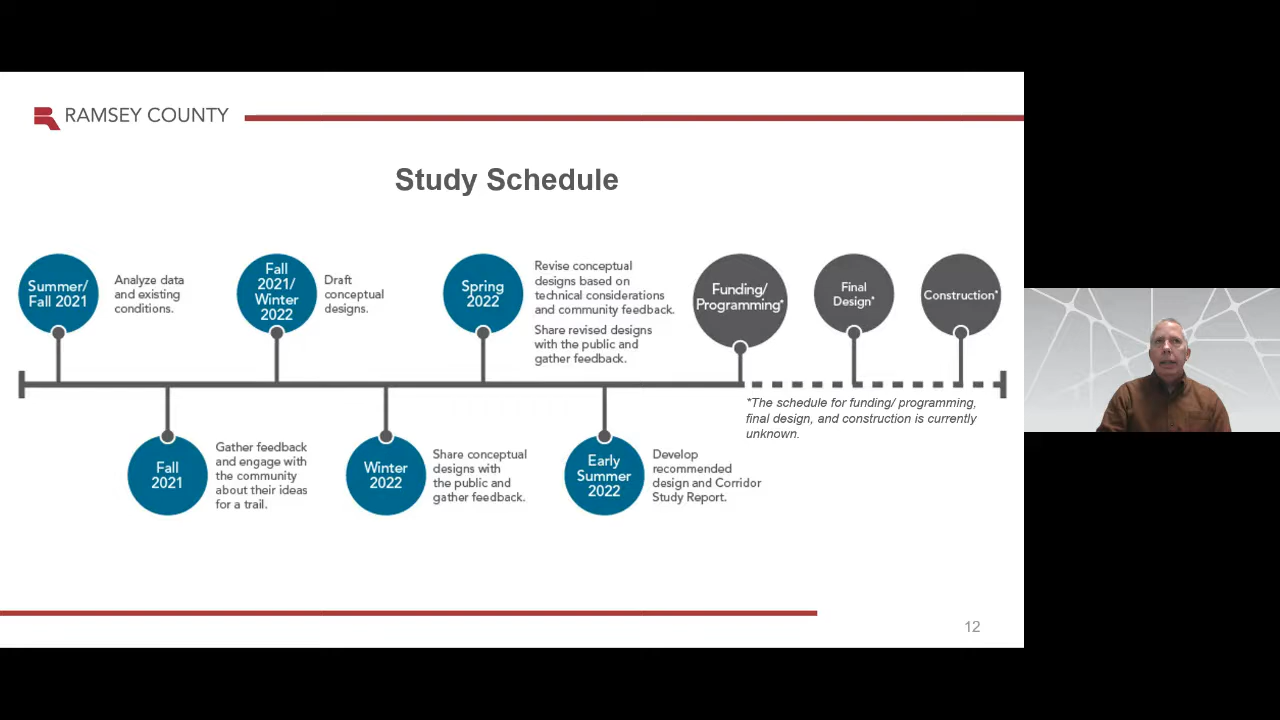 RAMSEY COUNTY
Study Schedule
Summer/
Fall 2021
Analyze data
and existing
conditions.
Fall
2021
Gather feedback
and engage with
the community
about their ideas
for a trail.
Fall
2021/
Winter
2022
Draft
conceptual
designs.
Winter
2022
Share conceptual
designs with
the public and
gather feedback.
Spring
2022
Revise conceptual
designs based on
technical considerations
and community feedback.
Share revised designs
with the public and
gather feedback.
Early
Summer
2022
Develop
recommended
design and Corridor
Study Report.
Funding/
Programming*
Final
Design*
Construction*
*The schedule for funding/ programming,
final design, and construction is currently
unknown.
12